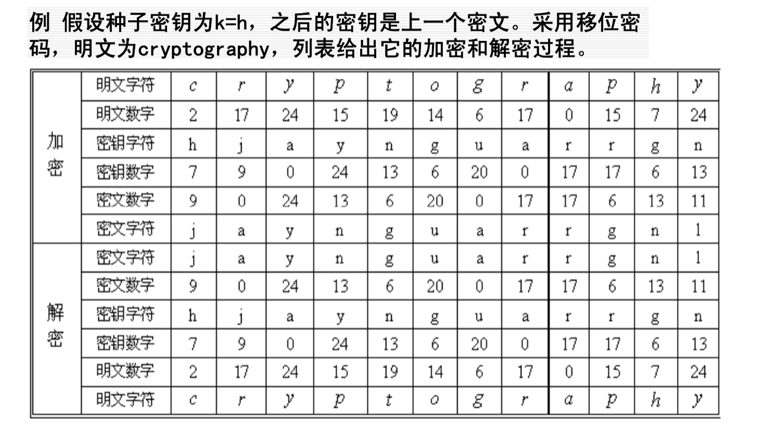 例 假设种子密钥为k=h，之后的密钥是上一个密文。采用移位密
码，明文为cryptography，列表给出它的加密和解密过程。
加密
明文字符 c r y p t o g r a p h y
明文数字 2 17 24 15 19 14 6 17 0 15 7 24
密钥字符 h j a y n g u a r r g n
密钥数字 7 9 0 24 13 6 20 0 17 17 6 13
密文数字 9 0 24 13 6 20 0 17 17 6 13 11
密文字符 j a y n g u a r r g n l
解密
密文字符 j a y n g u a r r g n l
密文数字 9 0 24 13 6 20 0 17 17 6 13 11
密钥字符 h j a y n g u a r r g n
密钥数字 7 9 0 24 13 6 20 0 17 17 6 13
明文数字 2 17 24 15 19 14 6 17 0 15 7 24
明文字符 c r y p t o g r a p h y